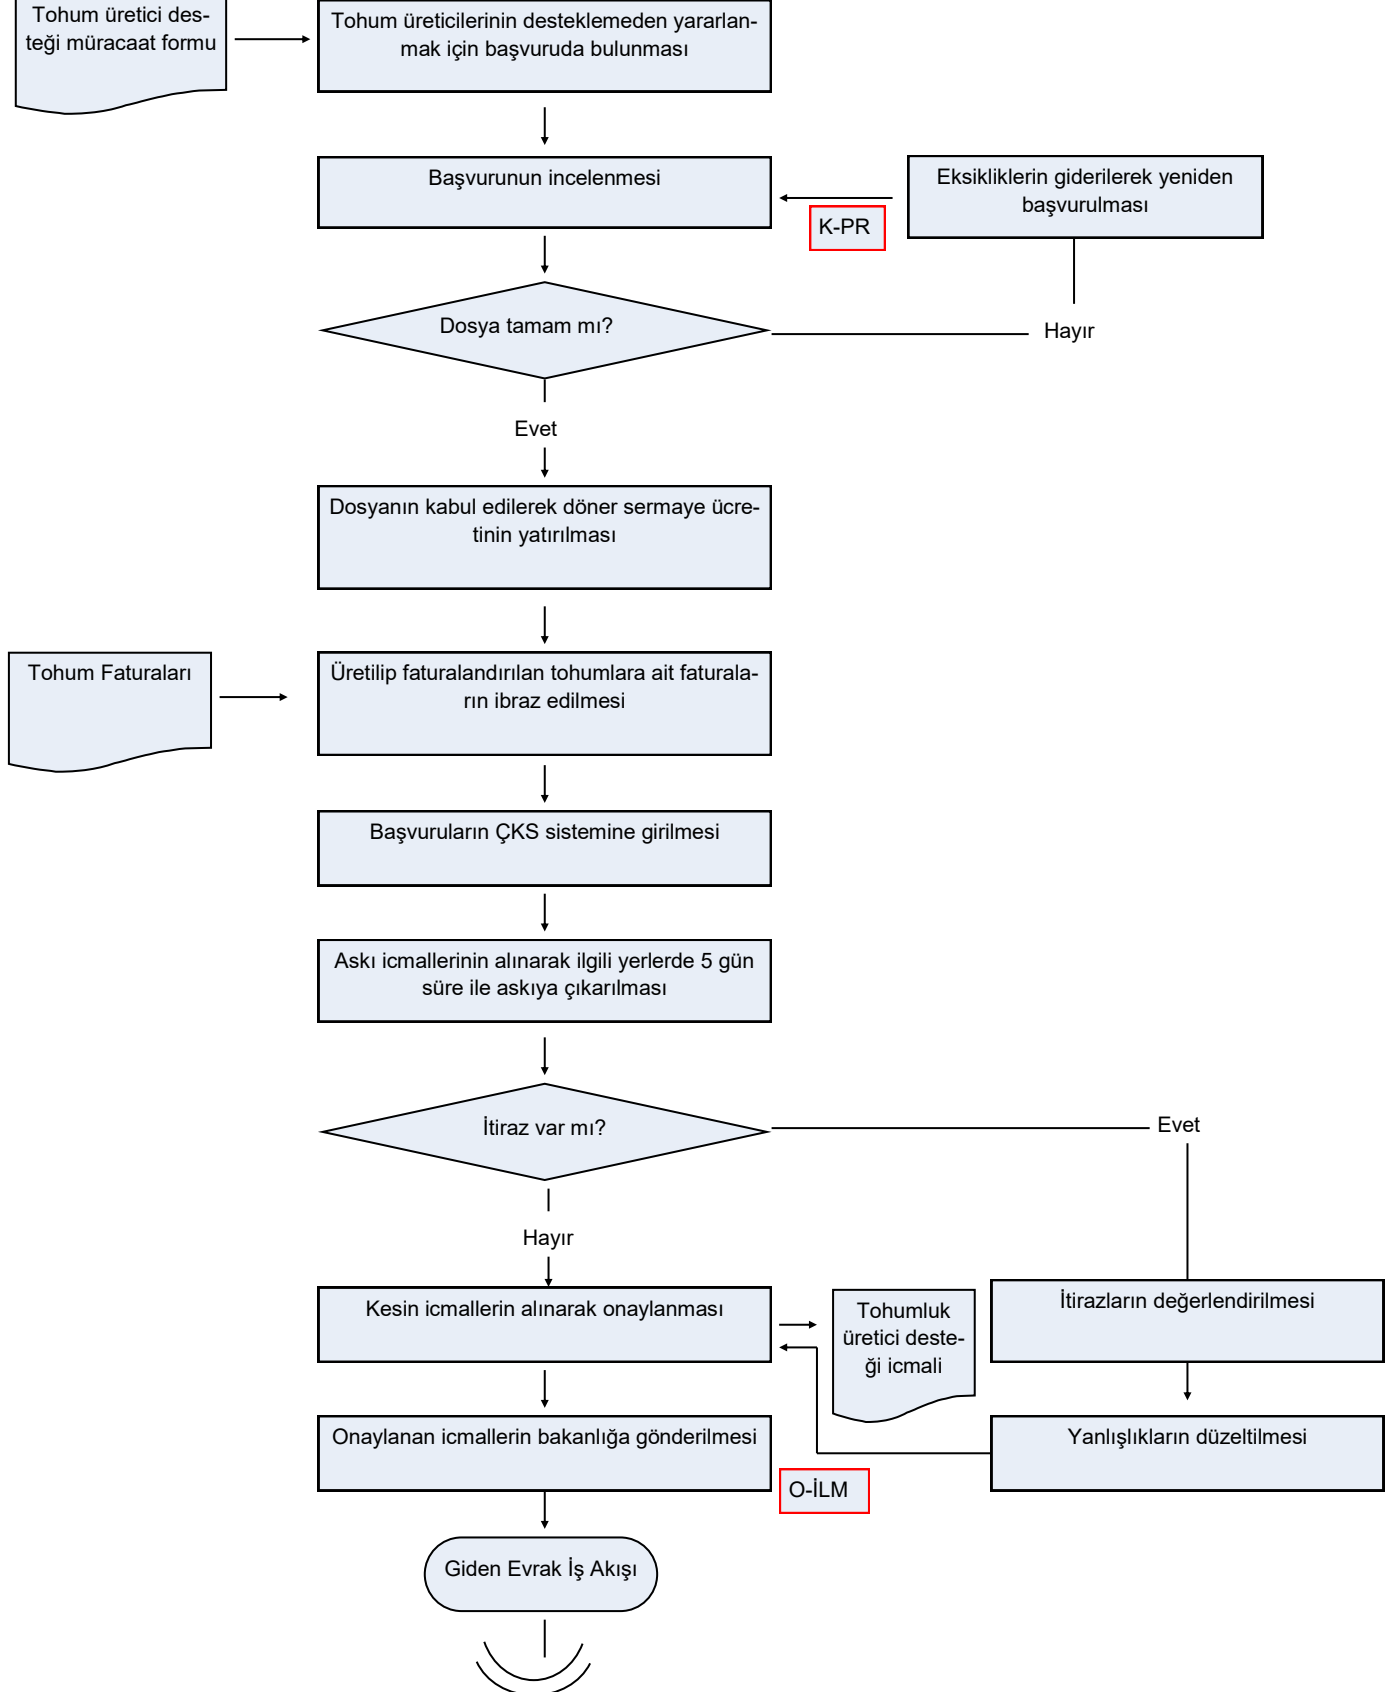 Tohum üretici des-
teği müracaat formu
Tohum üreticilerinin desteklemeden yararlan-
mak için başvuruda bulunması
Başvurunun incelenmesi
Eksikliklerin giderilerek yeniden
başvurulması
K-PR
Dosya tamam mı?
Hayır
Evet
Dosyanın kabul edilerek döner sermaye ücre-
tinin yatırılması
Tohum Faturaları
Üretilip faturalandırılan tohumlara ait faturala-
rın ibraz edilmesi
Başvuruların ÇKS sistemine girilmesi
Askı icmallerinin alınarak ilgili yerlerde 5 gün
süre ile askıya çıkarılması
İtiraz var mı?
Evet
Hayır
Kesin icmallerin alınarak onaylanması
Tohumluk
üretici deste-
ği icmali
İtirazların değerlendirilmesi
Onaylanan icmallerin bakanlığa gönderilmesi
Yanlışlıkların düzeltilmesi
O-İLM
Giden Evrak İş Akışı